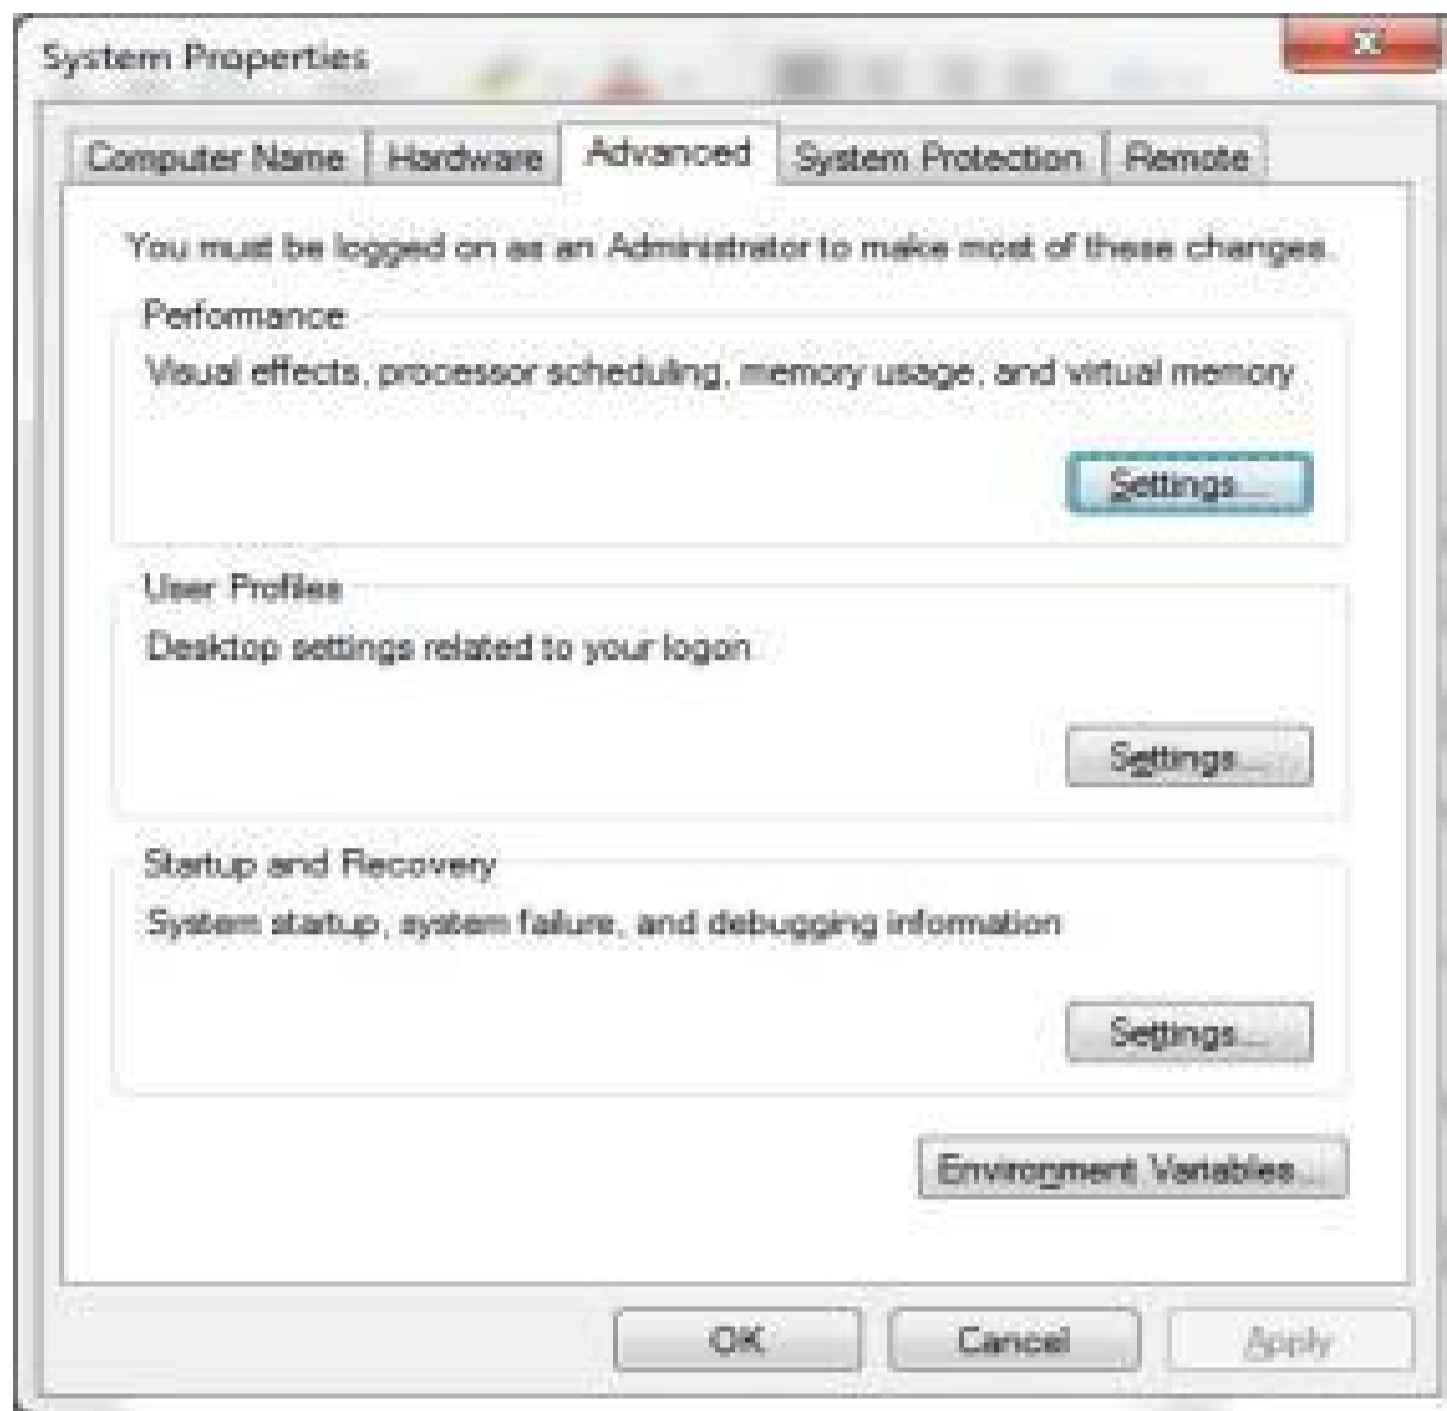 System Properties
Computer Name
Hardware
Advanced
System Protection
Remote
You must be logged on as an Administrator to make most of these changes.
Performance
Visual effects, processor scheduling, memory usage, and virtual memory
Settings...
User Profiles
Desktop settings related to your logon
Settings...
Startup and Recovery
System startup, system failure, and debugging information
Settings...
Environment Variables...
OK
Cancel
Apply